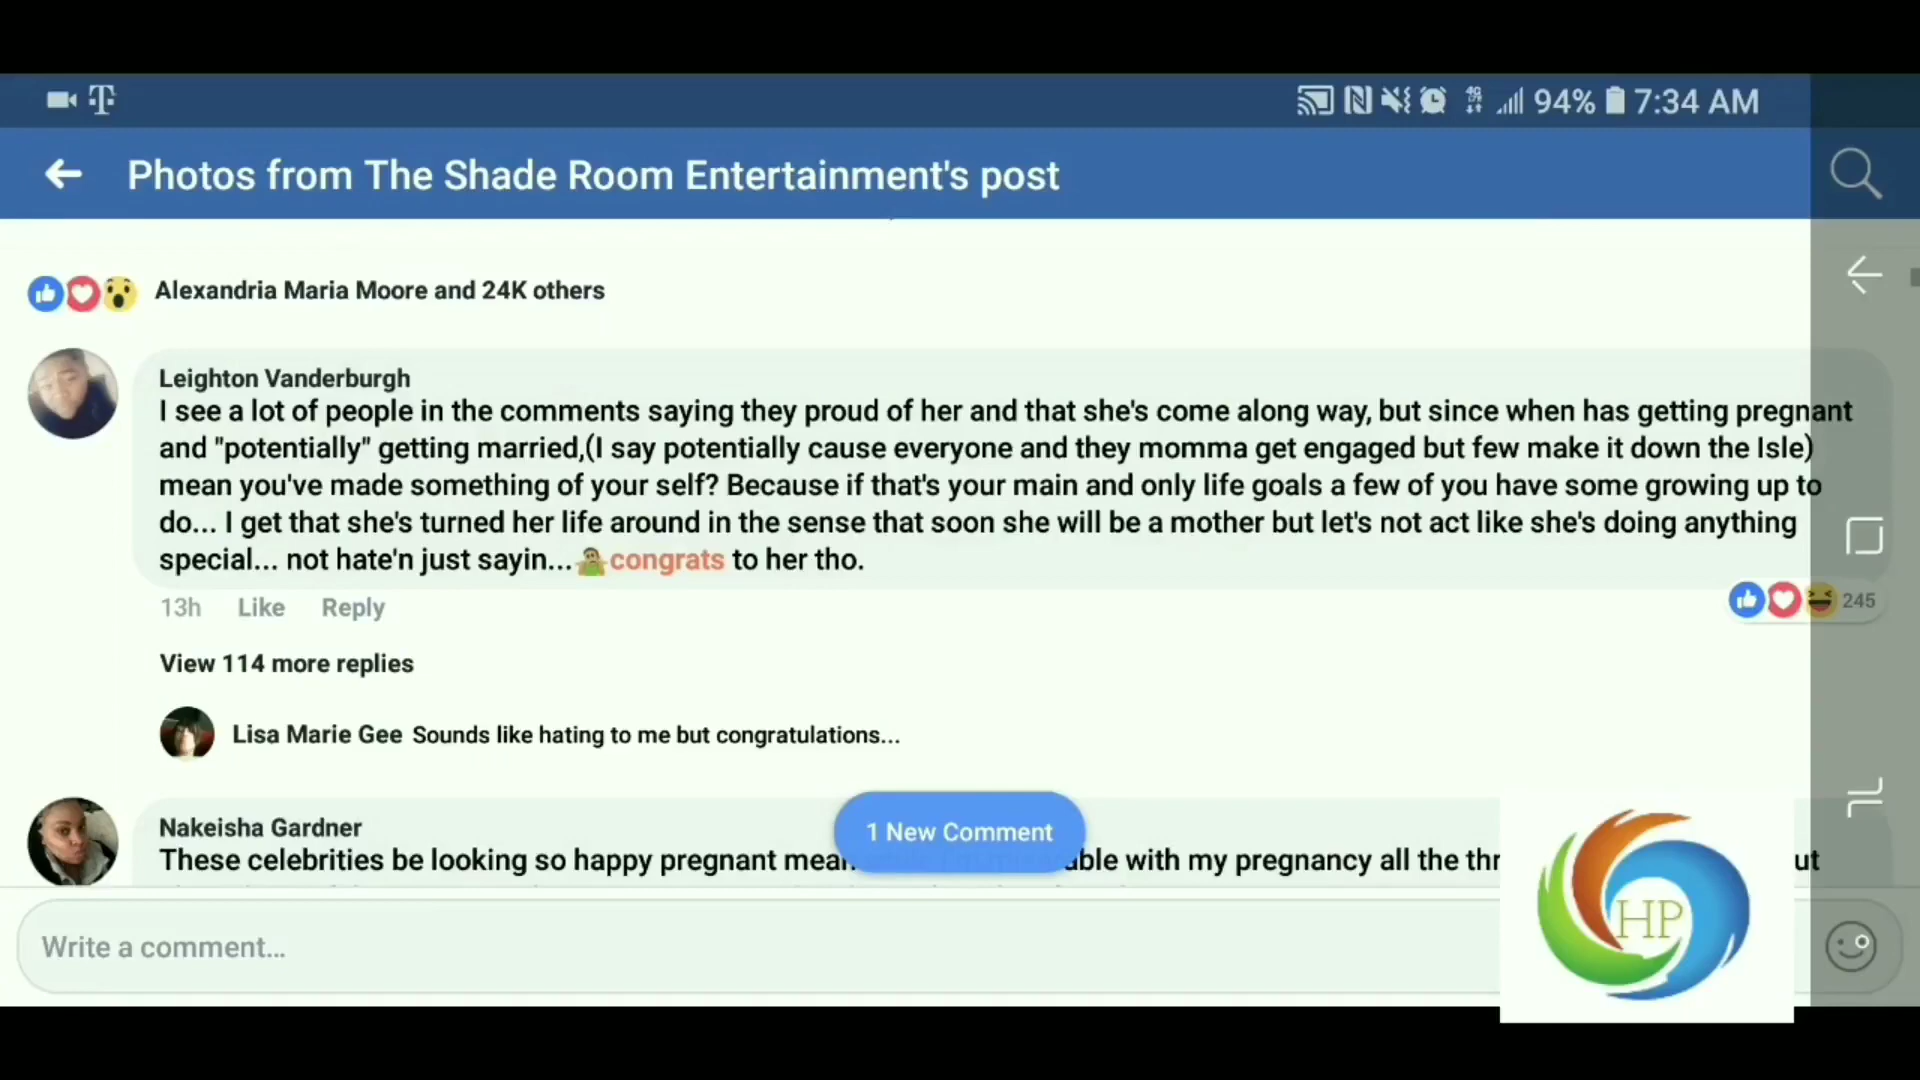 94% 7:34 AM
Photos from The Shade Room Entertainment's post
Alexandria Maria Moore and 24K others
Leighton Vanderburgh
I see a lot of people in the comments saying they proud of her and that she's come along way, but since when has getting pregnant
and "potentially" getting married,(I say potentially cause everyone and they momma get engaged but few make it down the Isle)
mean you've made something of your self? Because if that's your main and only life goals a few of you have some growing up to
do... I get that she's turned her life around in the sense that soon she will be a mother but let's not act like she's doing anything
special... not hate'n just sayin... congrats to her tho.
13h Like Reply
245
View 114 more replies
Lisa Marie Gee Sounds like hating to me but congratulations...
Nakeisha Gardner
These celebrities be looking so happy pregnant with my pregnancy all the
1 New Comment
Write a comment...
HP